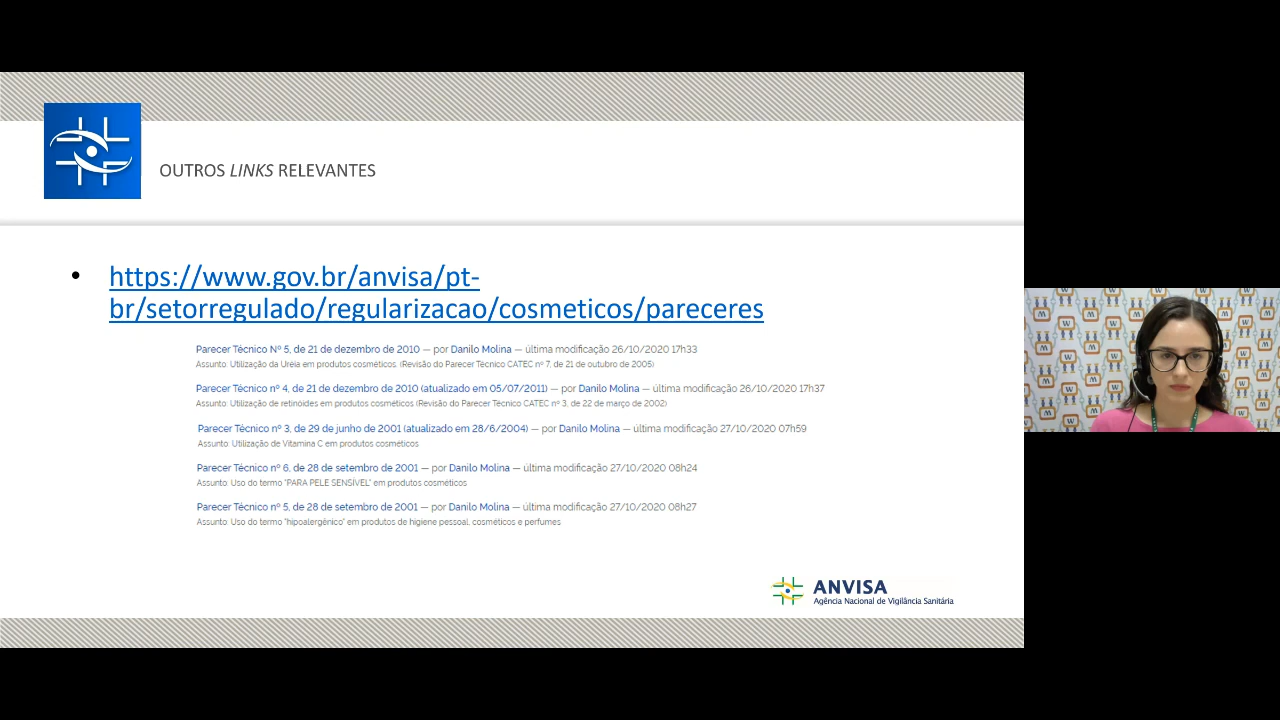 OUTROS LINKS RELEVANTES
• https://www.gov.br/anvisa/pt-
br/setorregulado/regularizacao/cosmeticos/pareceres
Parecer Técnico Nº 5, de 21 de dezembro de 2010 — por Danilo Molina — última modificação 26/10/2020 17h33
Assunto: Utilização da Uréia em produtos cosméticos. (Revisão do Parecer Técnico CATEC nº 7, de 21 de outubro de 2005)
Parecer Técnico nº 4, de 21 de dezembro de 2010 (atualizado em 05/07/2011) — por Danilo Molina — última modificação 26/10/2020 17h37
Assunto: Utilização de retinóides em produtos cosméticos (Revisão do Parecer Técnico CATEC nº 3, de 22 de março de 2002)
Parecer Técnico nº 3, de 29 de junho de 2001 (atualizado em 28/6/2004) — por Danilo Molina — última modificação 27/10/2020 07h59
Assunto: Utilização de Vitamina C em produtos cosméticos
Parecer Técnico nº 6, de 28 de setembro de 2001 — por Danilo Molina — última modificação 27/10/2020 08h24
Assunto: Uso do termo "PARA PELE SENSÍVEL" em produtos cosméticos
Parecer Técnico nº 5, de 28 de setembro de 2001 — por Danilo Molina — última modificação 27/10/2020 08h27
Assunto: Uso do termo "hipoalergênico" em produtos de higiene pessoal, cosméticos e perfumes
ANVISA
Agência Nacional de Vigilância Sanitária